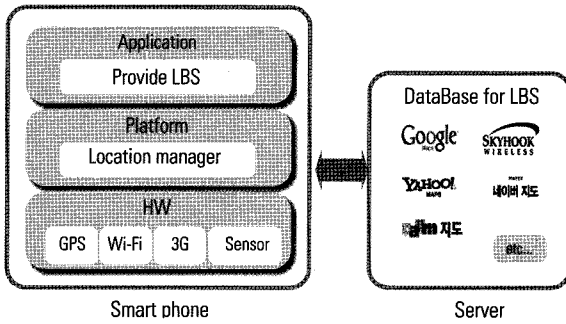 Application
Provide LBS
Platform
Location manager
HW
GPS
Wi-Fi
3G
Sensor
Smart phone
DataBase for LBS
Google
SKYHOOK
WIRELESS
YAHOO!
MAPS
네이버 지도
지도
etc...
Server